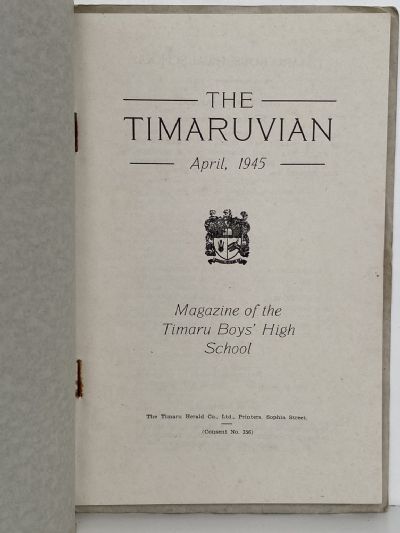 THE
TIMARUVIAN
April, 1945
Magazine of the
Timaru Boys' High
School
The Timaru Herald Co., Ltd., Printers, Sophia Street.
(Consent No. 356)